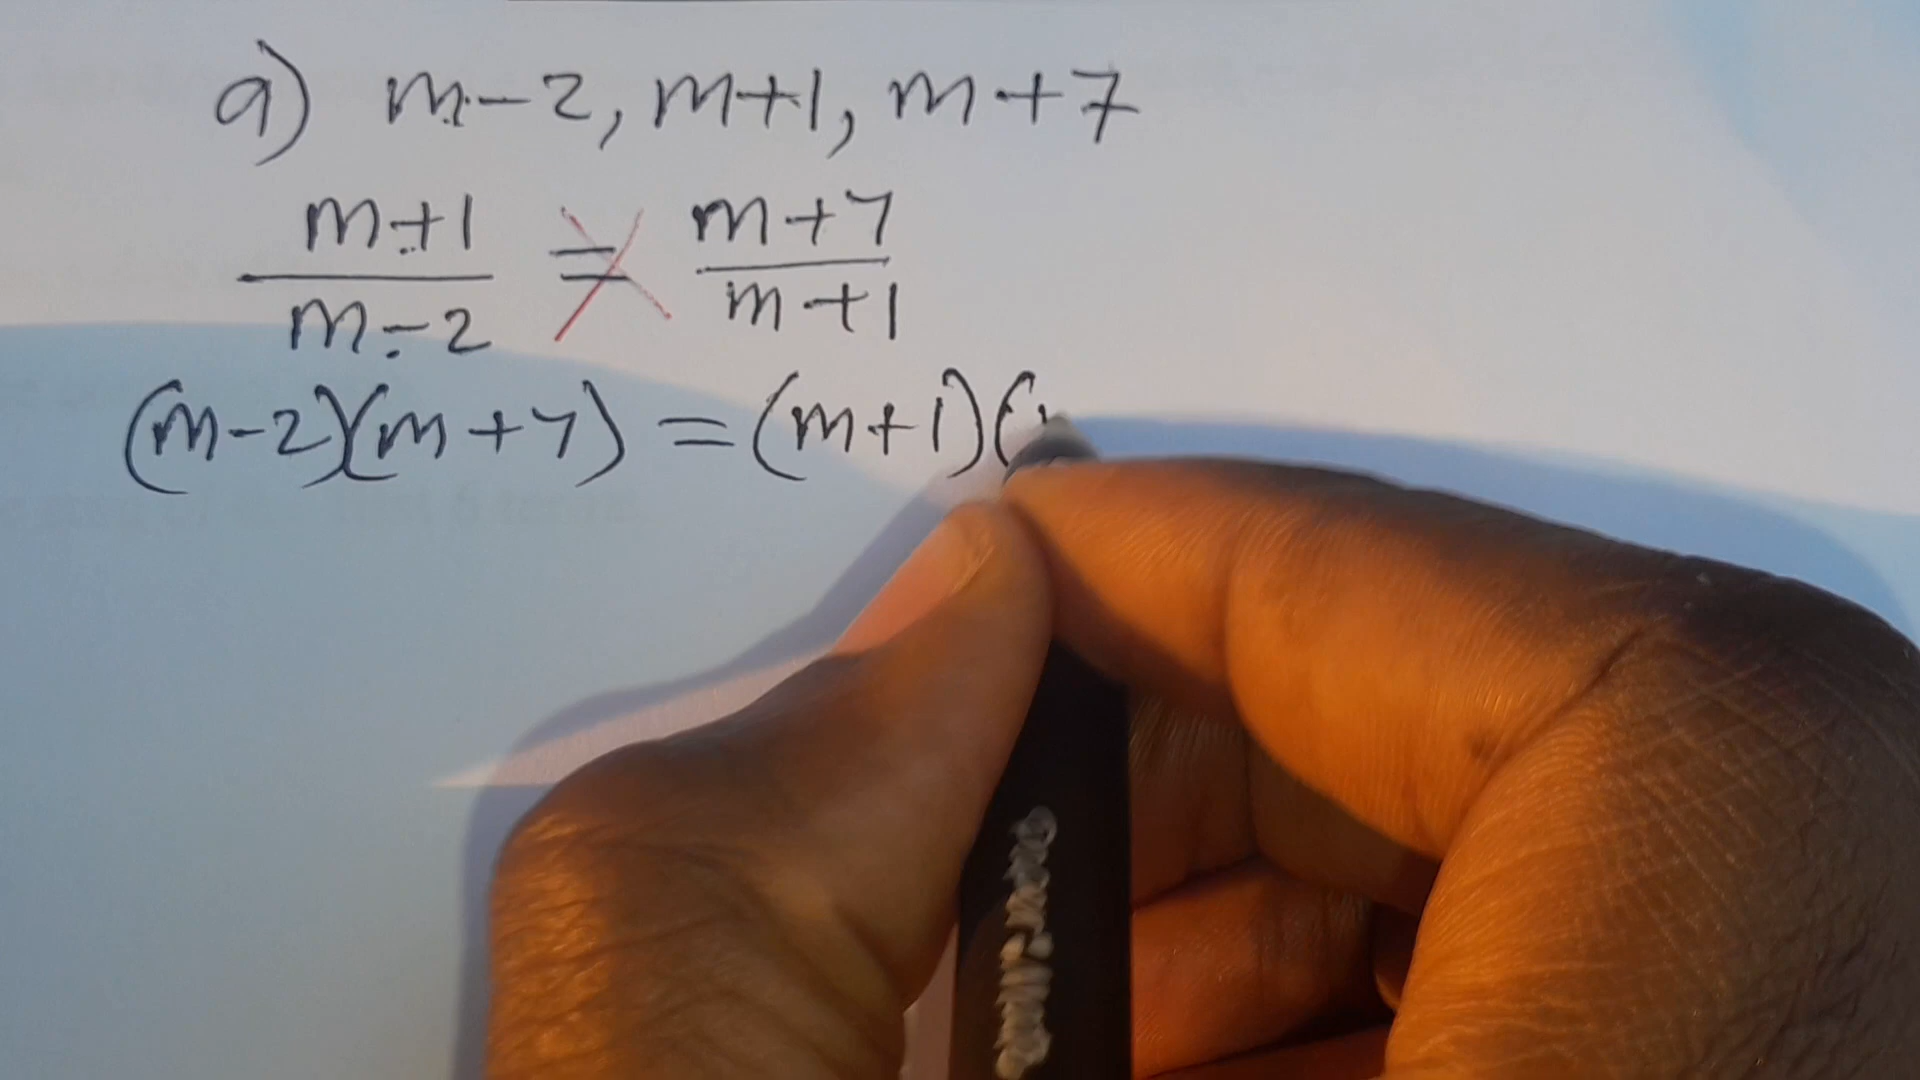 a) m-2, m+1, m+7
m+1 = m+7
m-2 m+1
(m-2)(m+7) = (m+1)(